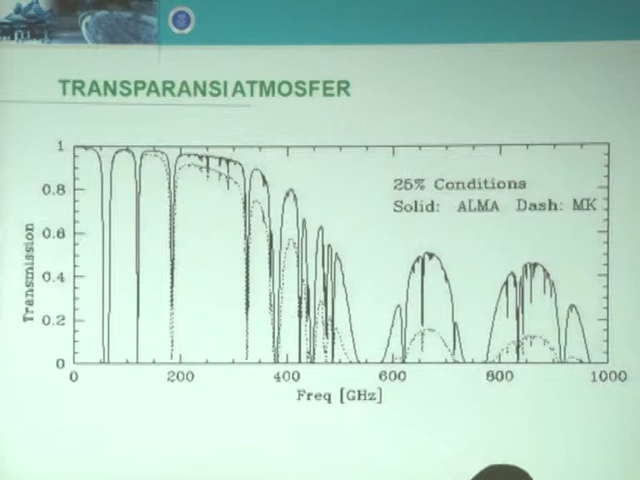 TRANSPARANSI ATMOSFER
1
0.8
0.6
0.4
0.2
0
Transmission
25% Conditions
Solid: ALMA Dash: MK
0
200
400
600
800
1000
Freq [GHz]